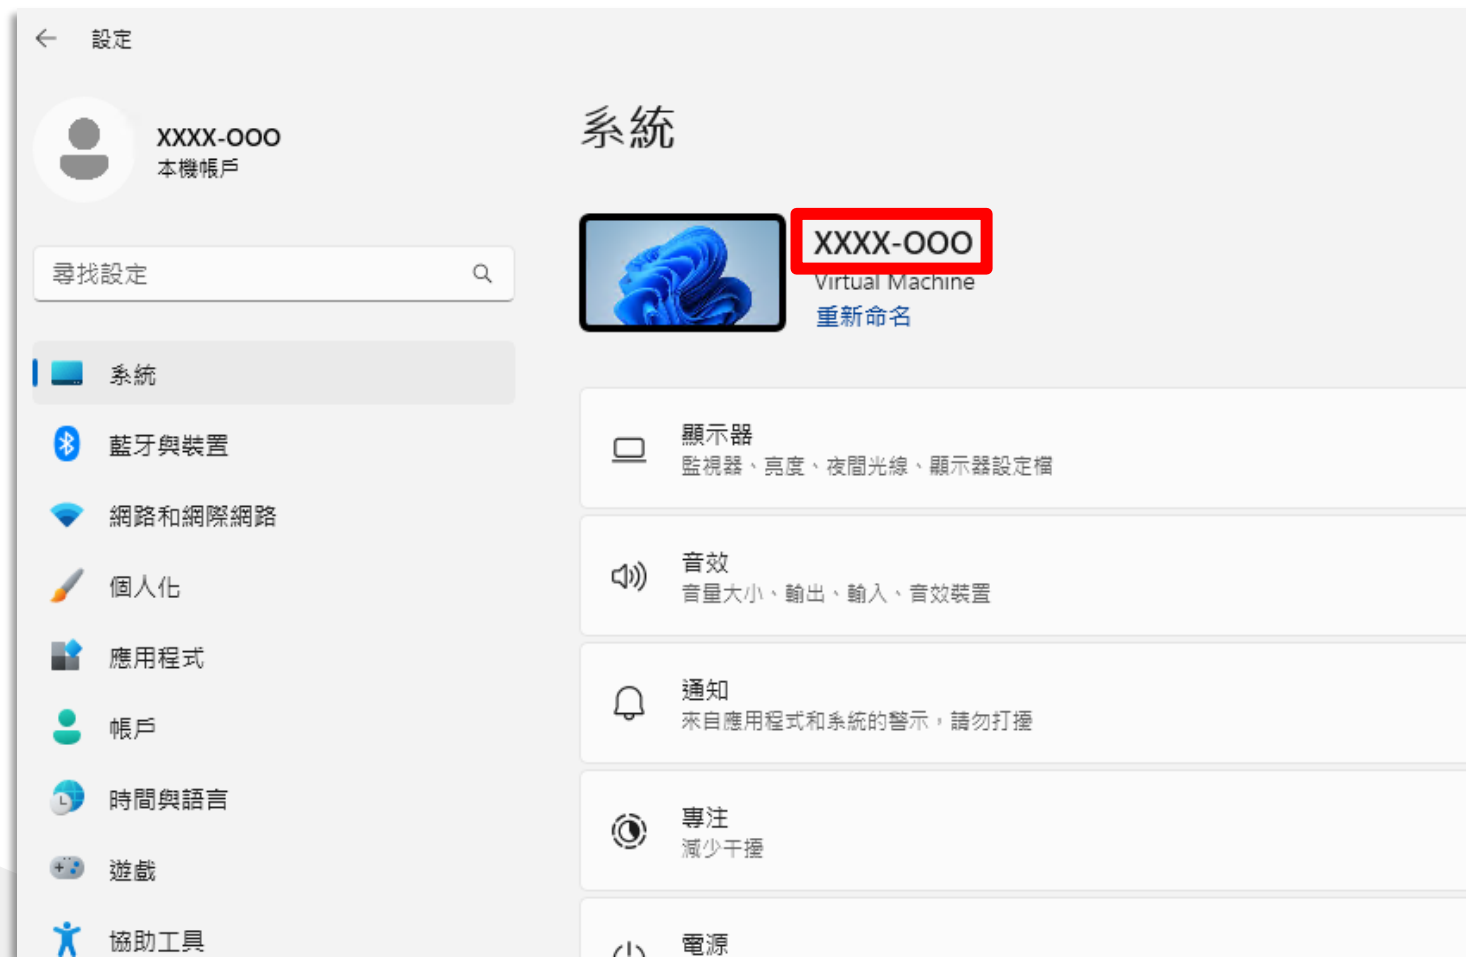 設定
XXXX-OOO
本機帳戶
尋找設定
系統
藍牙與裝置
網路和網際網路
個人化
應用程式
帳戶
時間與語言
遊戲
協助工具
系統
XXXX-OOO
Virtual Machine
重新命名
顯示器
監視器、亮度、夜間光線、顯示器設定檔
音效
音量大小、輸出、輸入、音效裝置
通知
來自應用程式和系統的警示，請勿打擾
專注
減少干擾
電源